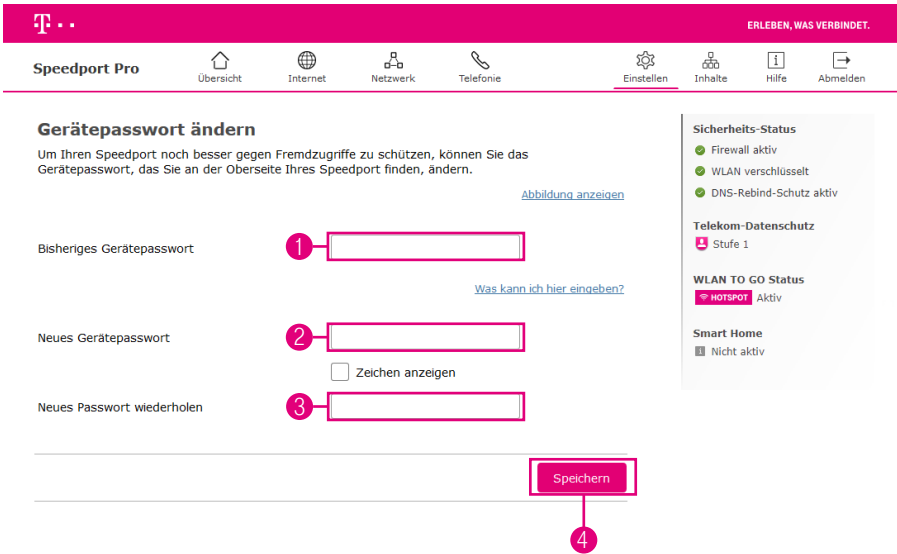 T··
ERLEBEN, WAS VERBINDET.
Speedport Pro
Übersicht
Internet
Netzwerk
Telefonie
Einstellen
Inhalte
i
Hilfe
Abmelden
Gerätepasswort ändern
Um Ihren Speedport noch besser gegen Fremdzugriffe zu schützen, können Sie das
Gerätepasswort, das Sie an der Oberseite Ihres Speedport finden, ändern.
Abbildung anzeigen
Bisheriges Gerätepasswort
1
Was kann ich hier eingeben?
Neues Gerätepasswort
2
Zeichen anzeigen
Neues Passwort wiederholen
3
Speichern
4
Sicherheits-Status
Firewall aktiv
WLAN verschlüsselt
DNS-Rebind-Schutz aktiv
Telekom-Datenschutz
Stufe 1
WLAN TO GO Status
HOTSPOT Aktiv
Smart Home
i Nicht aktiv